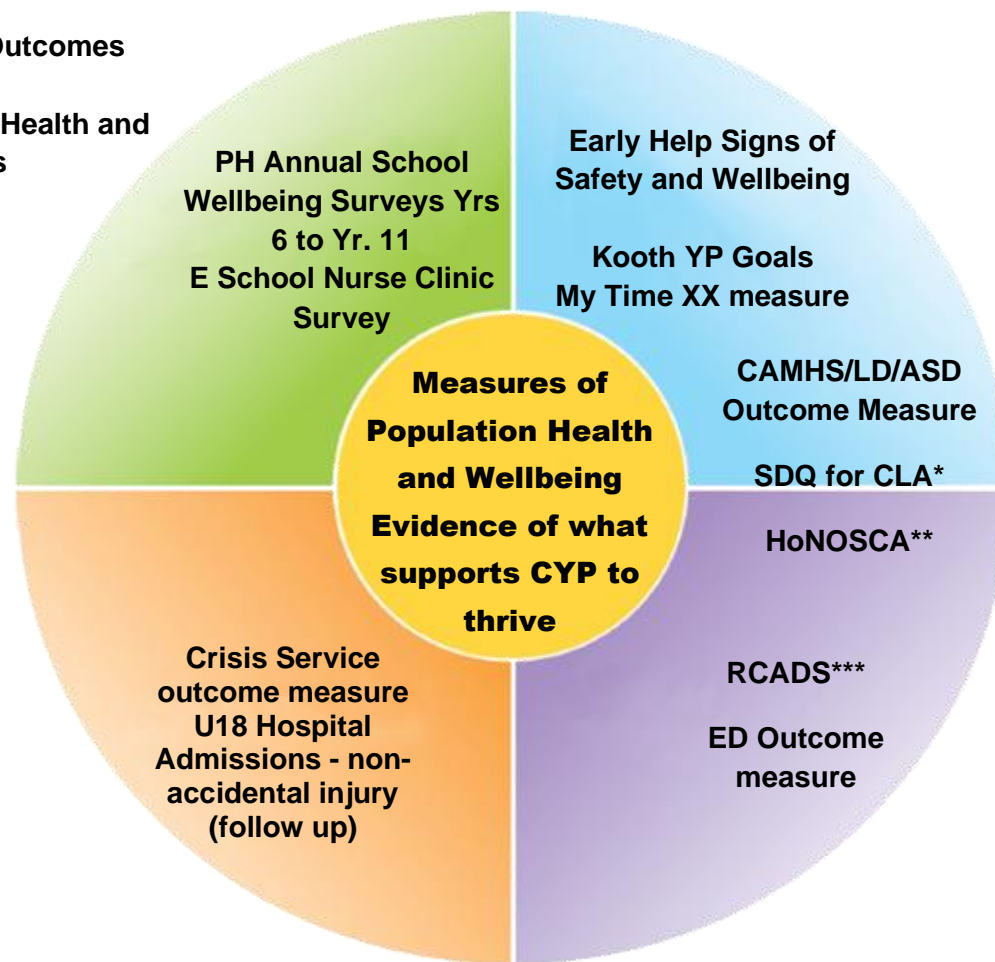 Outcomes
Health and
s
PH Annual School
Wellbeing Surveys Yrs
6 to Yr. 11
E School Nurse Clinic
Survey
Early Help Signs of
Safety and Wellbeing
Kooth YP Goals
My Time XX measure
CAMHS/LD/ASD
Outcome Measure
SDQ for CLA*
Measures of
Population Health
and Wellbeing
Evidence of what
supports CYP to
thrive
HoNOSCA**
RCADS***
ED Outcome
measure
Crisis Service
outcome measure
U18 Hospital
Admissions - non-
accidental injury
(follow up)